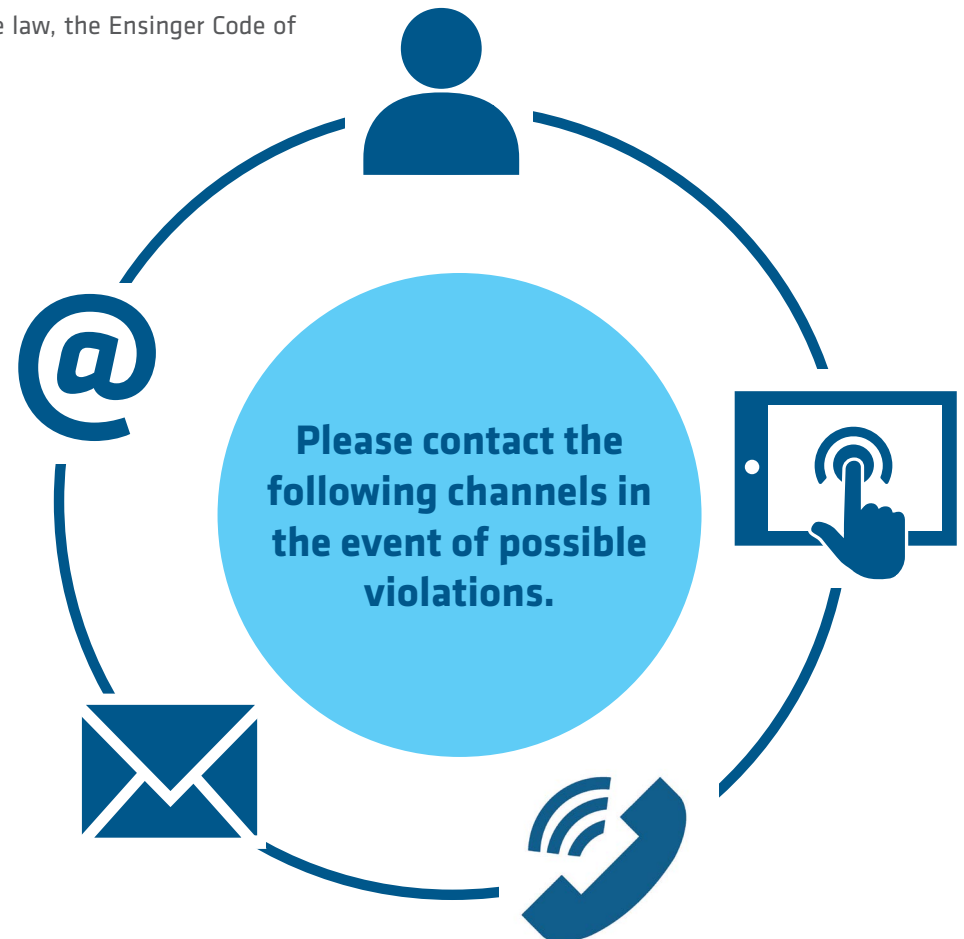 e law, the Ensinger Code of
@
Please contact the
following channels in
the event of possible
violations.